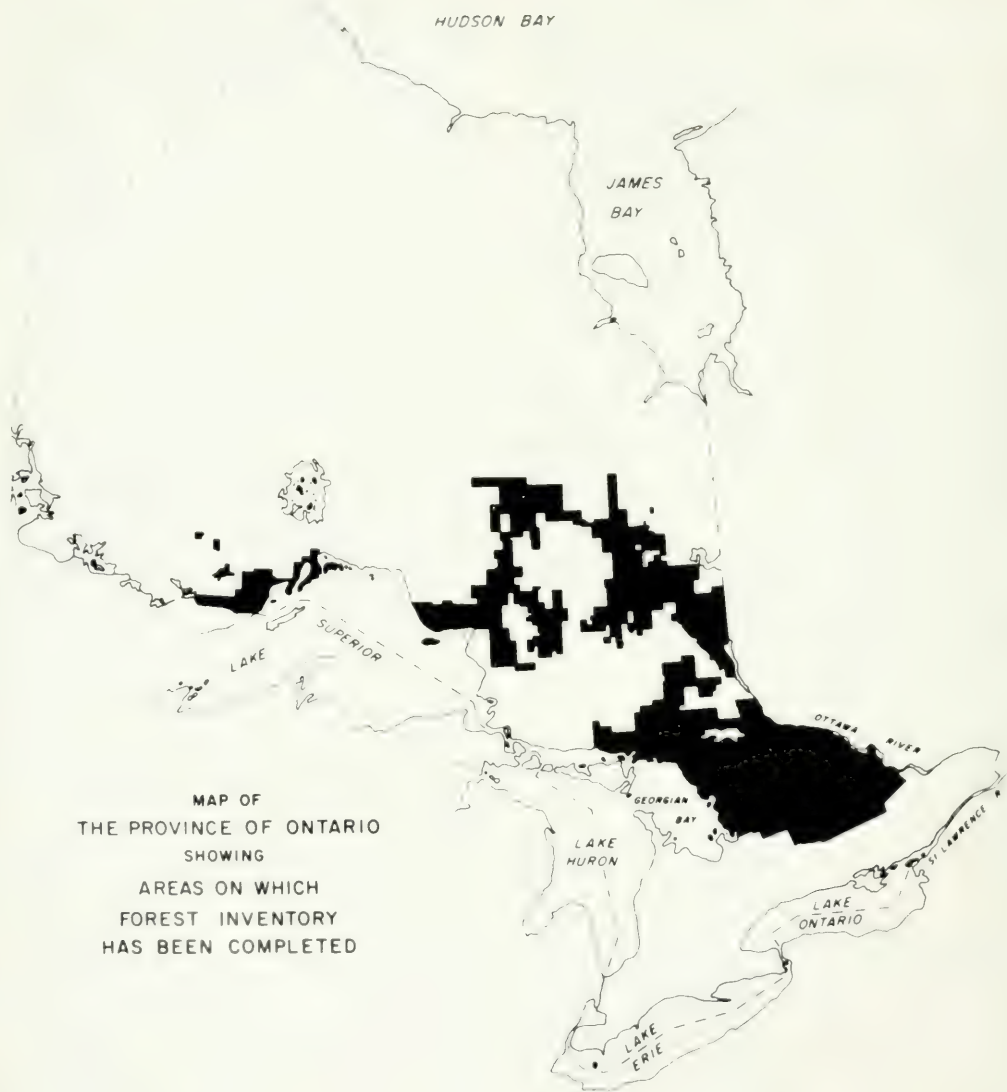 HUDSON BAY
JAMES
BAY
LAKE SUPERIOR
OTTAWA RIVER
GEORGIAN
BAY
LAKE
HURON
ST LAWRENCE R
LAKE
ONTARIO
LAKE
ERIE
MAP OF
THE PROVINCE OF ONTARIO
SHOWING
AREAS ON WHICH
FOREST INVENTORY
HAS BEEN COMPLETED